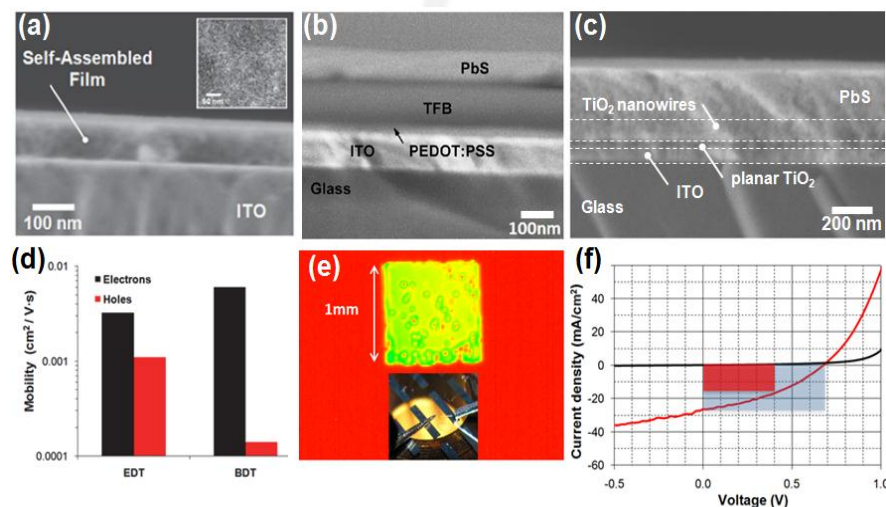 (a)
Self-Assembled
Film
50 nm
100 nm
ITO
(b)
PbS
TFB
ITO
PEDOT:PSS
Glass
100nm
(c)
PbS
TiO2 nanowires
ITO
planar TiO2
Glass
200 nm
(d)
0.01
Electrons
Holes
Mobility (cm2 / V·s)
0.001
0.0001
EDT
BDT
(e)
1mm
(f)
Current density (mA/cm2)
40
20
0
-20
-40
-60
-0.5
0.0
0.5
1.0
Voltage (V)